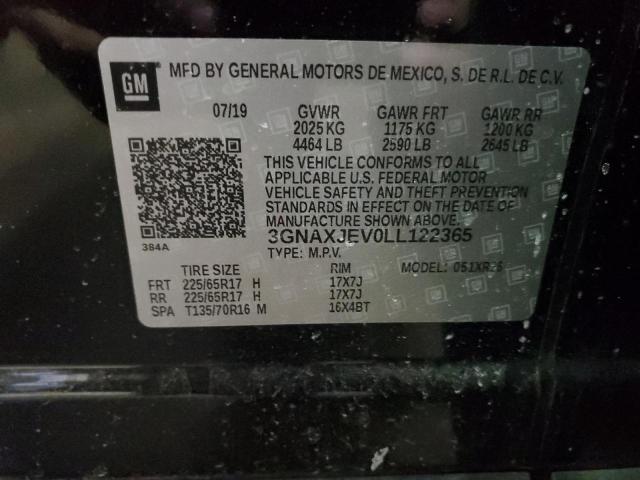 GM
MFD BY GENERAL MOTORS DE MEXICO, S. DE R.L. DE C.V.
07/19 GVWR GAWR FRT GAWR RR
2025 KG 1175 KG 1200 KG
4464 LB 2590 LB 2645 LB
THIS VEHICLE CONFORMS TO ALL
APPLICABLE U.S. FEDERAL MOTOR
VEHICLE SAFETY AND THEFT PREVENTION
STANDARDS IN EFFECT ON THE DATE OF
MANUFACTURE SHOWN ABOVE.
384A 3GNAXJEV0LL122365
TYPE: M.P.V. MODEL: 051XR26
TIRE SIZE RIM
FRT 225/65R17 H 17X7J
RR 225/65R17 H 17X7J
SPA T135/70R16 M 16X4BT